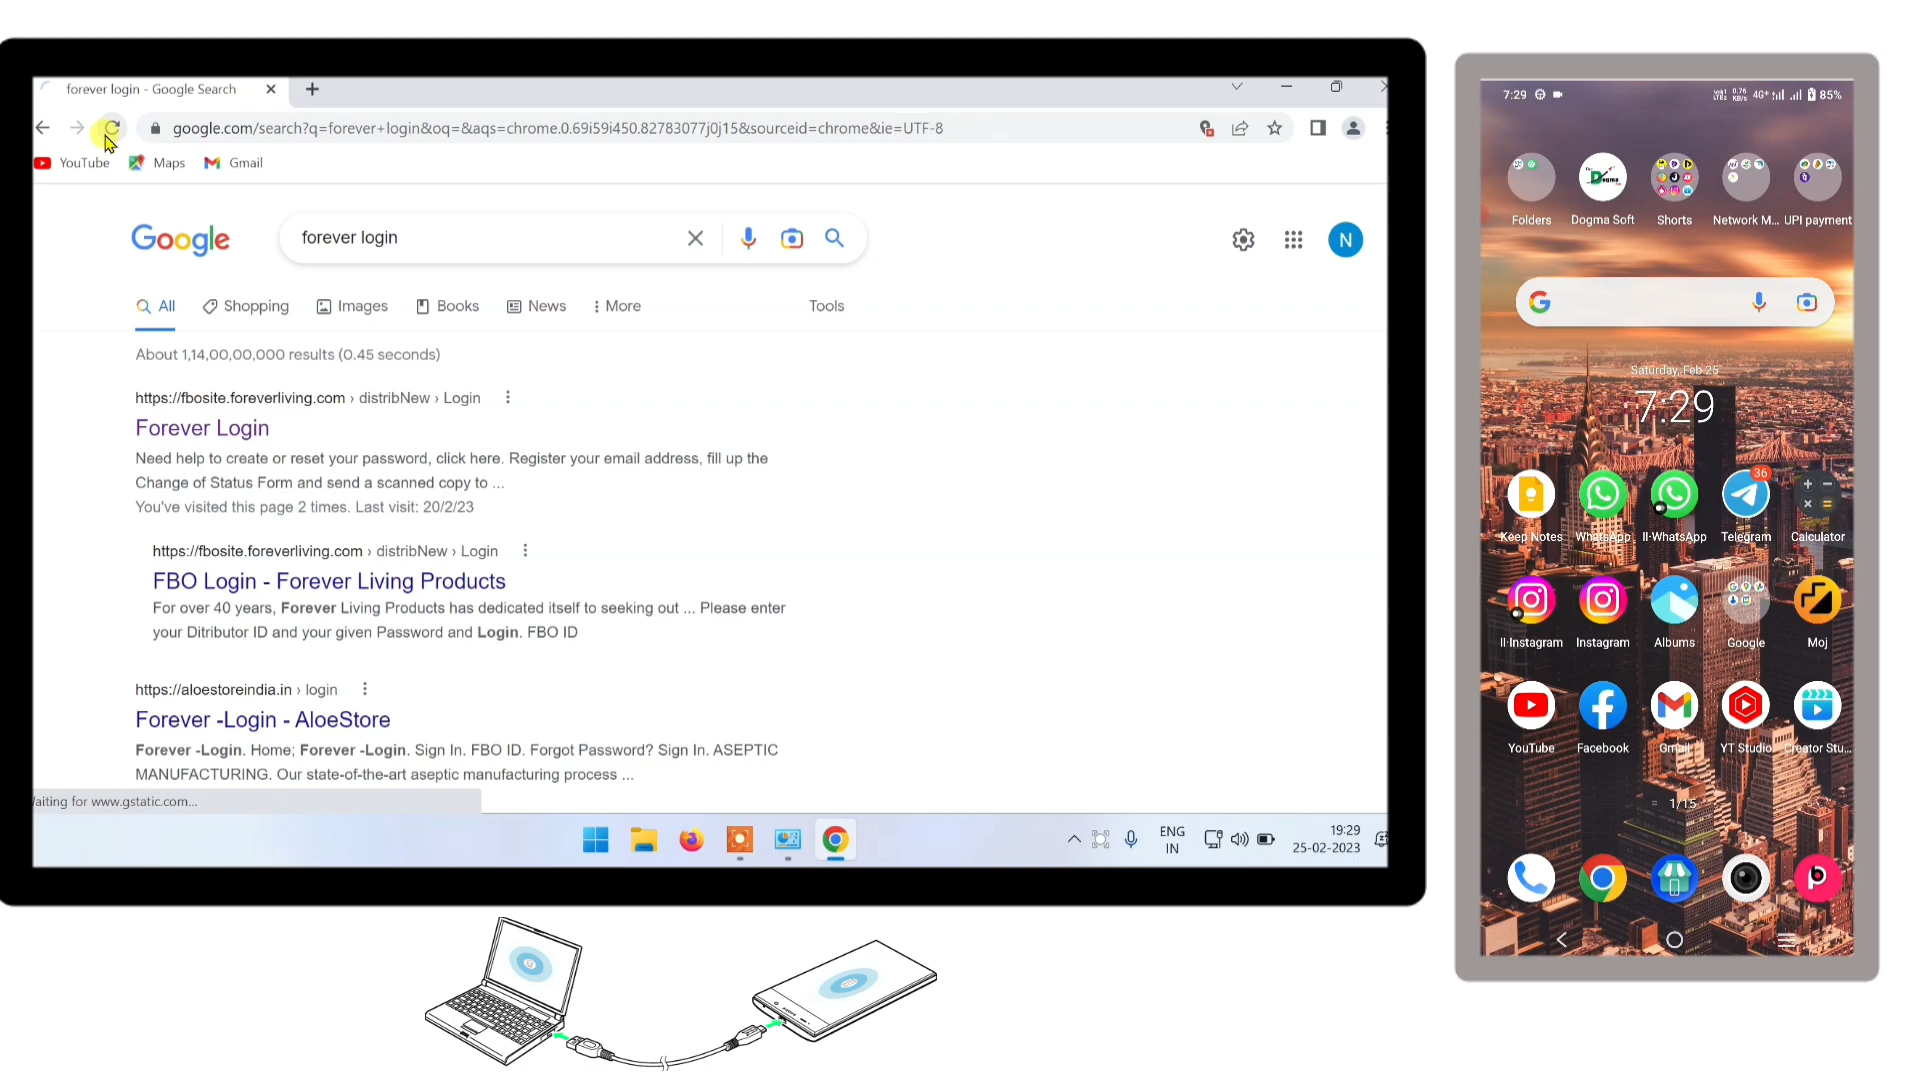 forever login - Google Search
google.com/search?q=forever+login&oq=&aqs=chrome.0.69i59i450.82783077j0j15&sourceid=chrome&ie=UTF-8
YouTube Maps Gmail
Google
forever login
N
All Shopping Images Books News More Tools
About 1,14,00,00,000 results (0.45 seconds)
https://fbosite.foreverliving.com › distribNew › Login
Forever Login
Need help to create or reset your password, click here. Register your email address, fill up the
Change of Status Form and send a scanned copy to ...
You've visited this page 2 times. Last visit: 20/2/23
https://fbosite.foreverliving.com › distribNew › Login
FBO Login - Forever Living Products
For over 40 years, Forever Living Products has dedicated itself to seeking out ... Please enter
your Ditributor ID and your given Password and Login. FBO ID
https://aloestoreindia.in › login
Forever -Login - AloeStore
Forever -Login. Home; Forever -Login. Sign In. FBO ID. Forgot Password? Sign In. ASEPTIC
MANUFACTURING. Our state-of-the-art aseptic manufacturing process ...
aiting for www.gstatic.com...
ENG
IN
19:29
25-02-2023
7:29 0.76 KB/s 4G+ 85%
Dogma
Folders Dogma Soft Shorts Network M... UPI payment
Saturday, Feb 25
7:29
36
Keep Notes WhatsApp II·WhatsApp Telegram Calculator
II·Instagram Instagram Albums Google Moj
YouTube Facebook Gmail YT Studio Creator Stu...
1/15